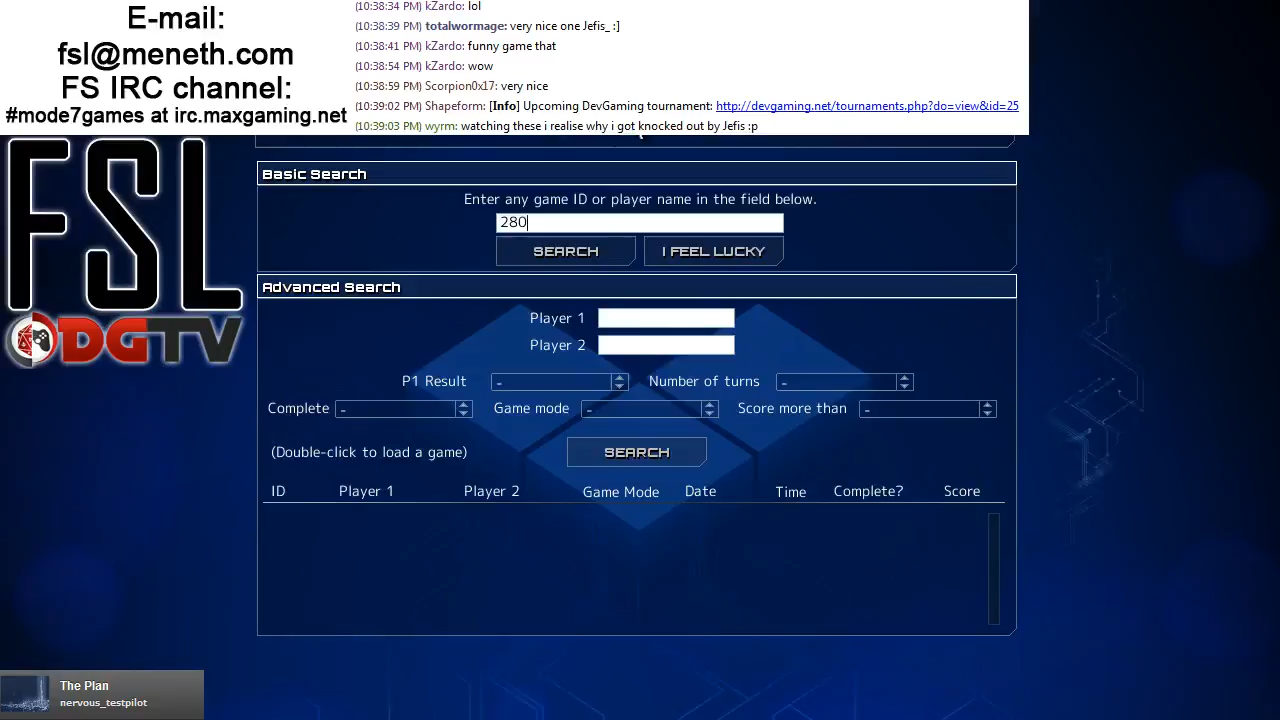 E-mail:
fsl@meneth.com
FS IRC channel:
#mode7games at irc.maxgaming.net
(10:38:34 PM) kZardo: lol
(10:38:39 PM) totalwormage: very nice one Jefis_ :]
(10:38:41 PM) kZardo: funny game that
(10:38:54 PM) kZardo: wow
(10:38:59 PM) Scorpion0x17: very nice
(10:39:02 PM) Shapeform: [Info] Upcoming DevGaming tournament: http://devgaming.net/tournaments.php?do=view&id=25
(10:39:03 PM) wyrm: watching these i realise why i got knocked out by Jefis :p
FSL
DGTV
Basic Search
Enter any game ID or player name in the field below.
280
SEARCH I FEEL LUCKY
Advanced Search
Player 1
Player 2
P1 Result - Number of turns -
Complete - Game mode - Score more than -
(Double-click to load a game) SEARCH
ID Player 1 Player 2 Game Mode Date Time Complete? Score
The Plan
nervous_testpilot